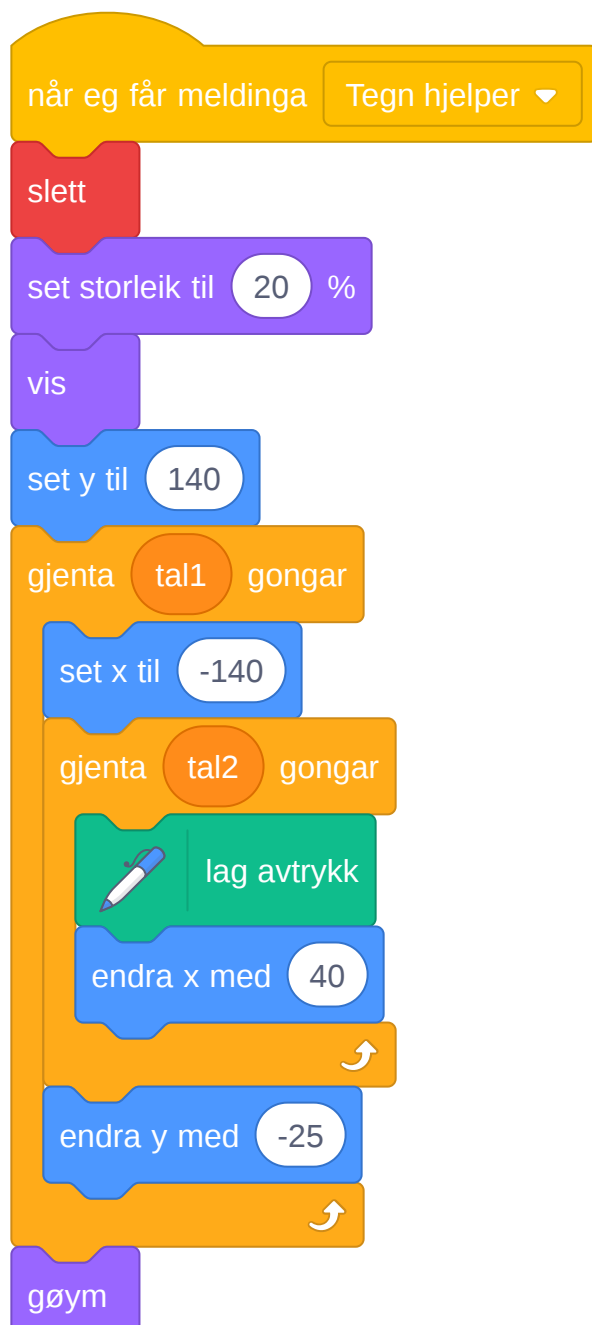 når eg får meldinga Tegn hjelper
slett
set storleik til 20 %
vis
set y til 140
gjenta tal1 gongar
set x til -140
gjenta tal2 gongar
lag avtrykk
endra x med 40
endra y med -25
gøym